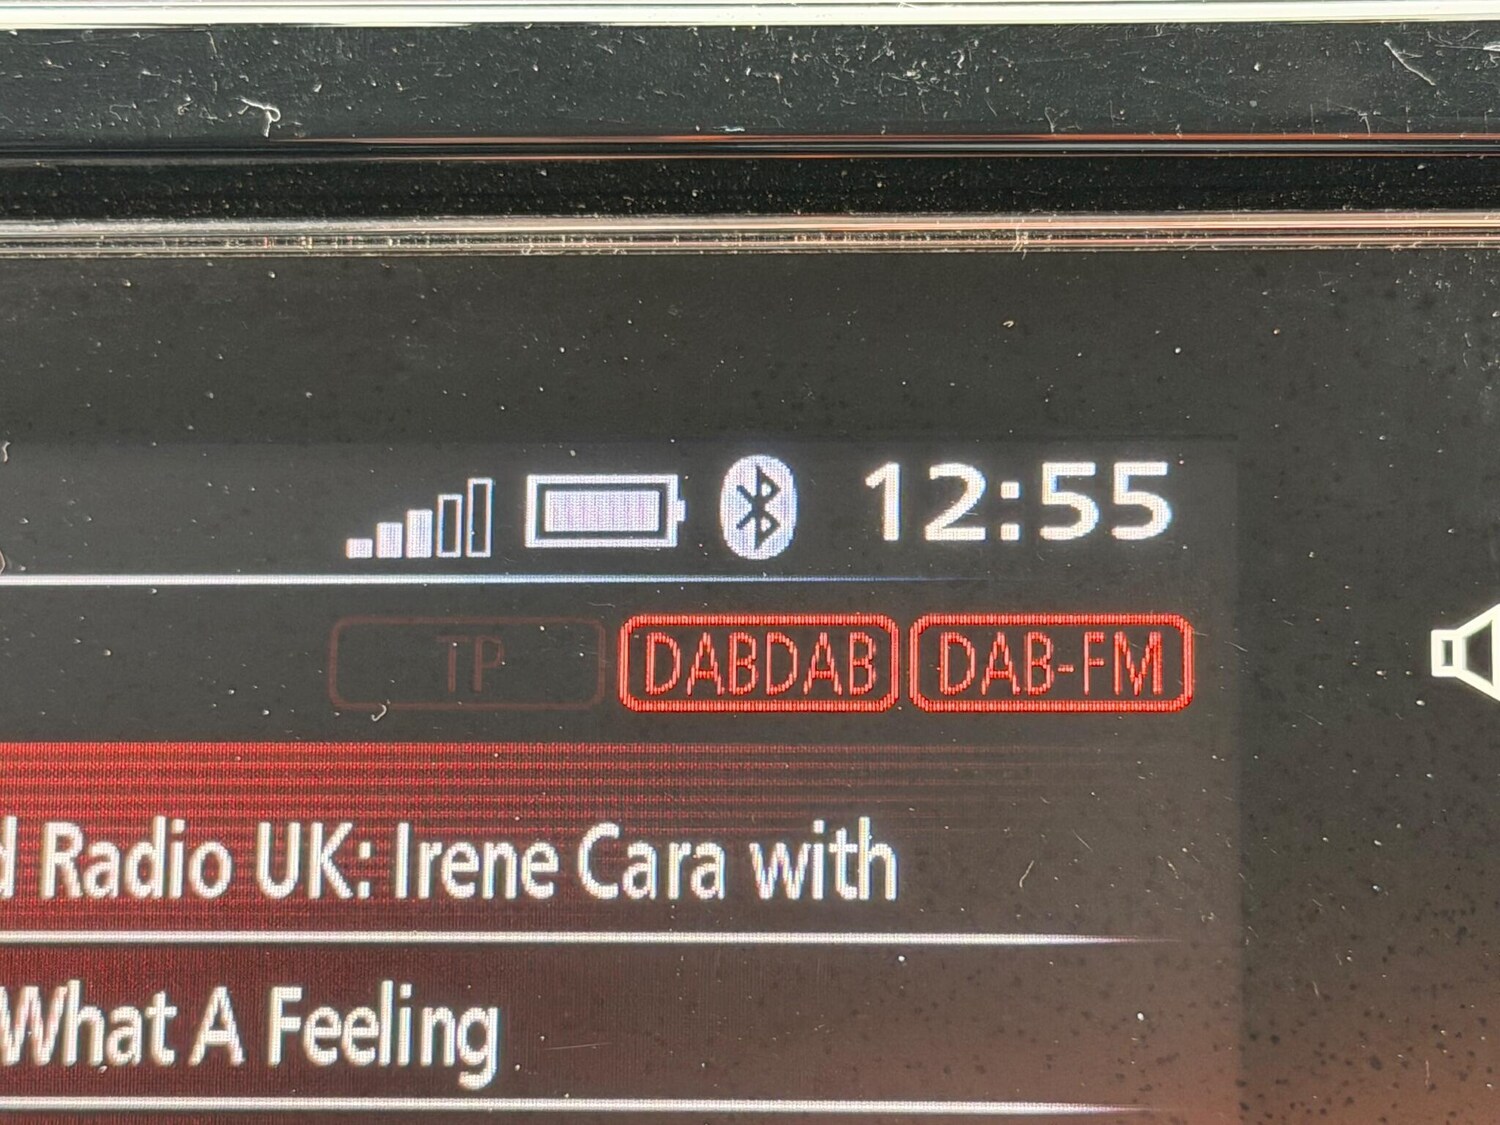 12:55
TP DABDAB DAB-FM
Radio UK: Irene Cara with
What A Feeling